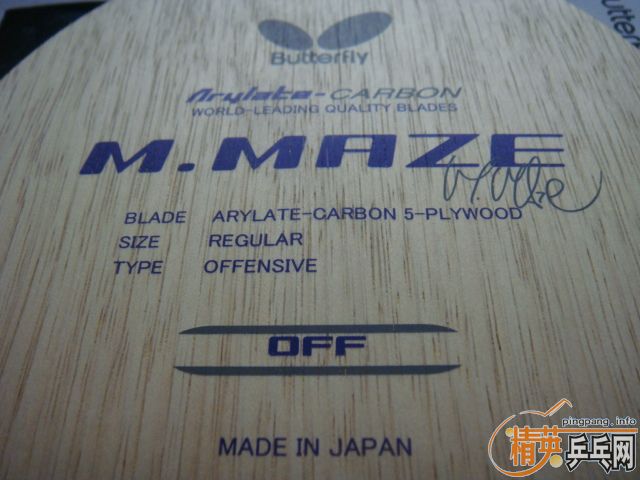 Butterfly
Butterfly
Arylate-CARBON
WORLD-LEADING QUALITY BLADES
M.MAZE
BLADE ARYLATE-CARBON 5-PLYWOOD
SIZE REGULAR
TYPE OFFENSIVE
OFF
MADE IN JAPAN
pingpang.info
精英乒乓网